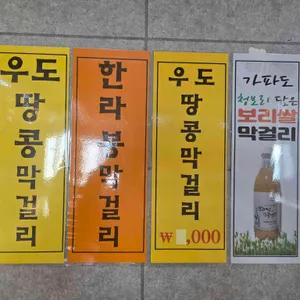 우도
땅콩막걸리
한라봉막걸리
우도
땅콩막걸리
₩ ,000
가파도
청보리 담은
보리쌀
막걸리